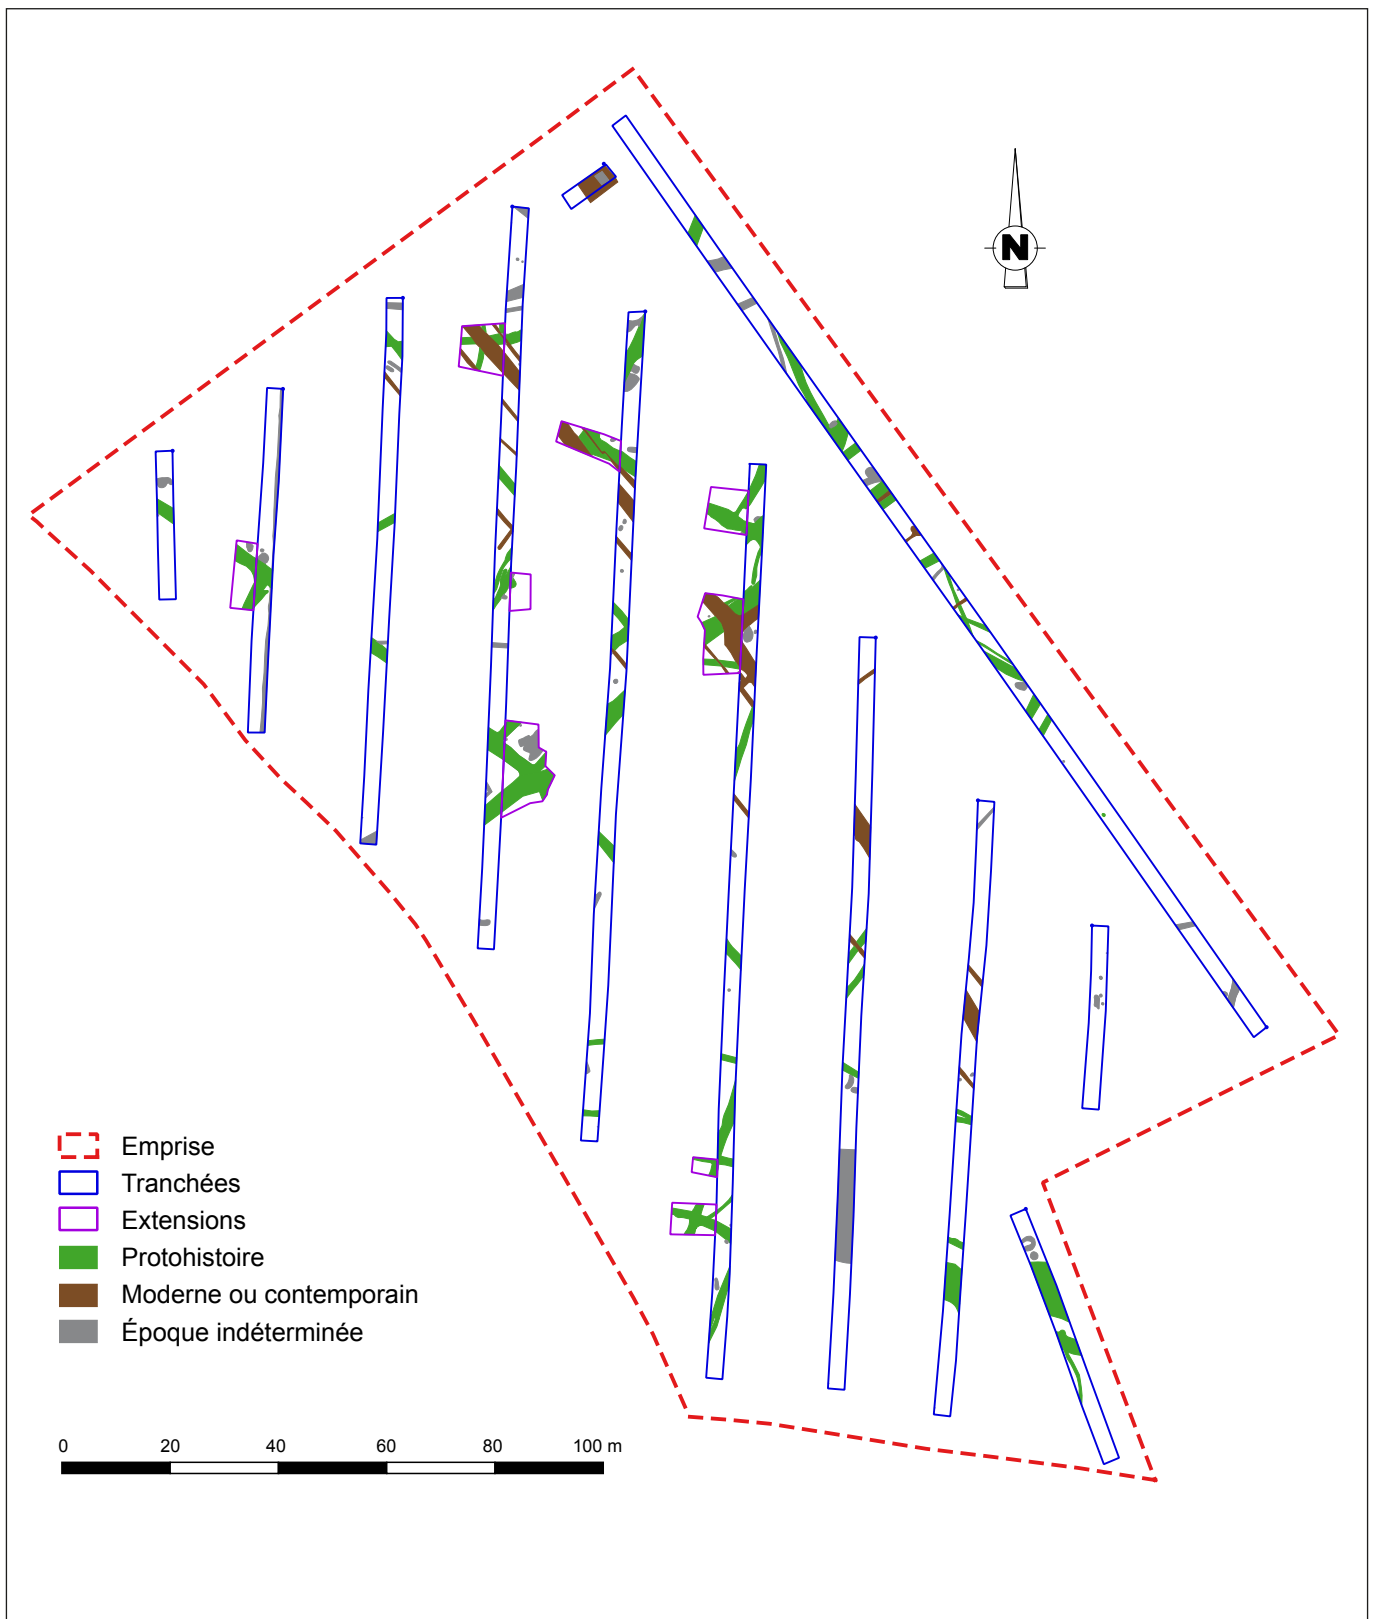 N
Emprise
Tranchées
Extensions
Protohistoire
Moderne ou contemporain
Époque indéterminée
0 20 40 60 80 100 m